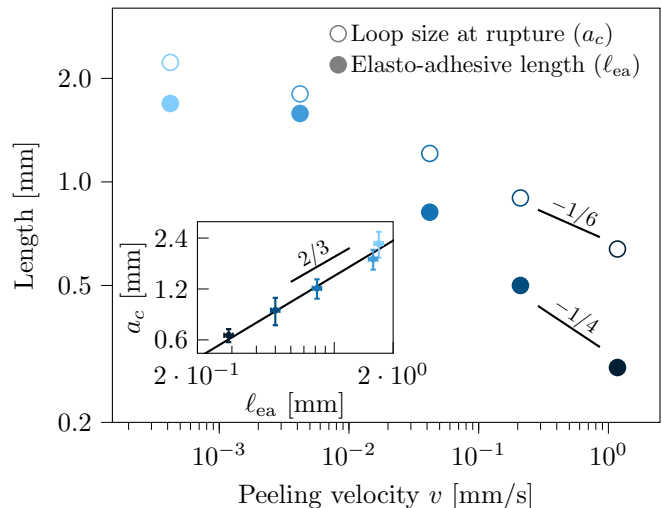 Loop size at rupture (a_c)
Elasto-adhesive length (ℓ_ea)
Length [mm]
2.0
1.0
0.5
0.2
−1/6
−1/4
a_c [mm]
2.4
1.2
0.6
2/3
2 · 10^−1
2 · 10^0
ℓ_ea [mm]
10^−3
10^−2
10^−1
10^0
Peeling velocity v [mm/s]